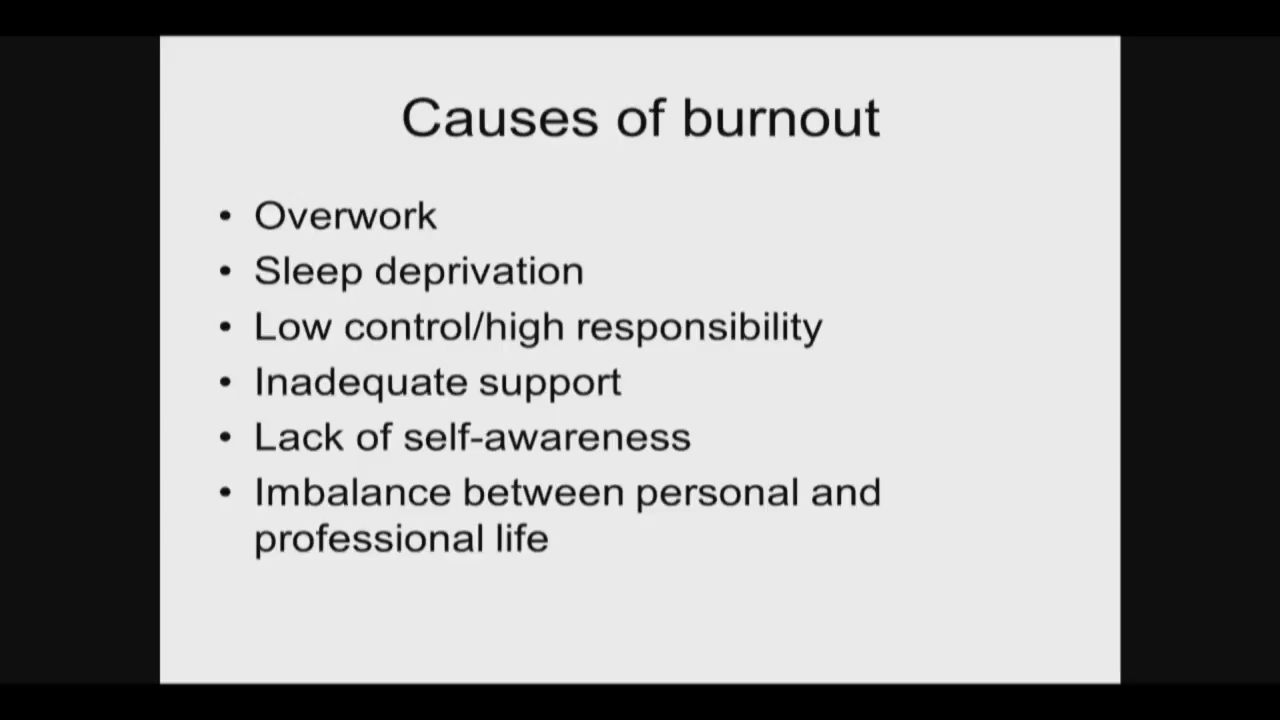 Causes of burnout
• Overwork
• Sleep deprivation
• Low control/high responsibility
• Inadequate support
• Lack of self-awareness
• Imbalance between personal and
professional life